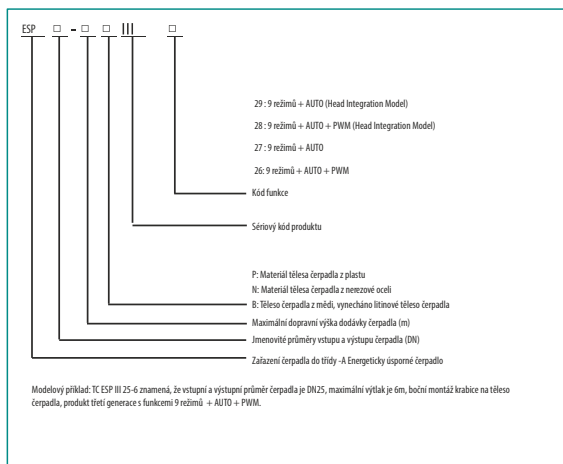 ESP □ - □ □ III □
29 : 9 režimů + AUTO (Head Integration Model)
28 : 9 režimů + AUTO + PWM (Head Integration Model)
27 : 9 režimů + AUTO
26: 9 režimů + AUTO + PWM
Kód funkce
Sériový kód produktu
P: Materiál tělesa čerpadla z plastu
N: Materiál tělesa čerpadla z nerezové oceli
B: Těleso čerpadla z mědi, vynecháno litinové těleso čerpadla
Maximální dopravní výška dodávky čerpadla (m)
Jmenovité průměry vstupu a výstupu čerpadla (DN)
Zařazení čerpadla do třídy -A Energeticky úsporné čerpadlo
Modelový příklad: TC ESP III 25-6 znamená, že vstupní a výstupní průměr čerpadla je DN25, maximální výtlak je 6m, boční montáž krabice na těleso
čerpadla, produkt třetí generace s funkcemi 9 režimů + AUTO + PWM.